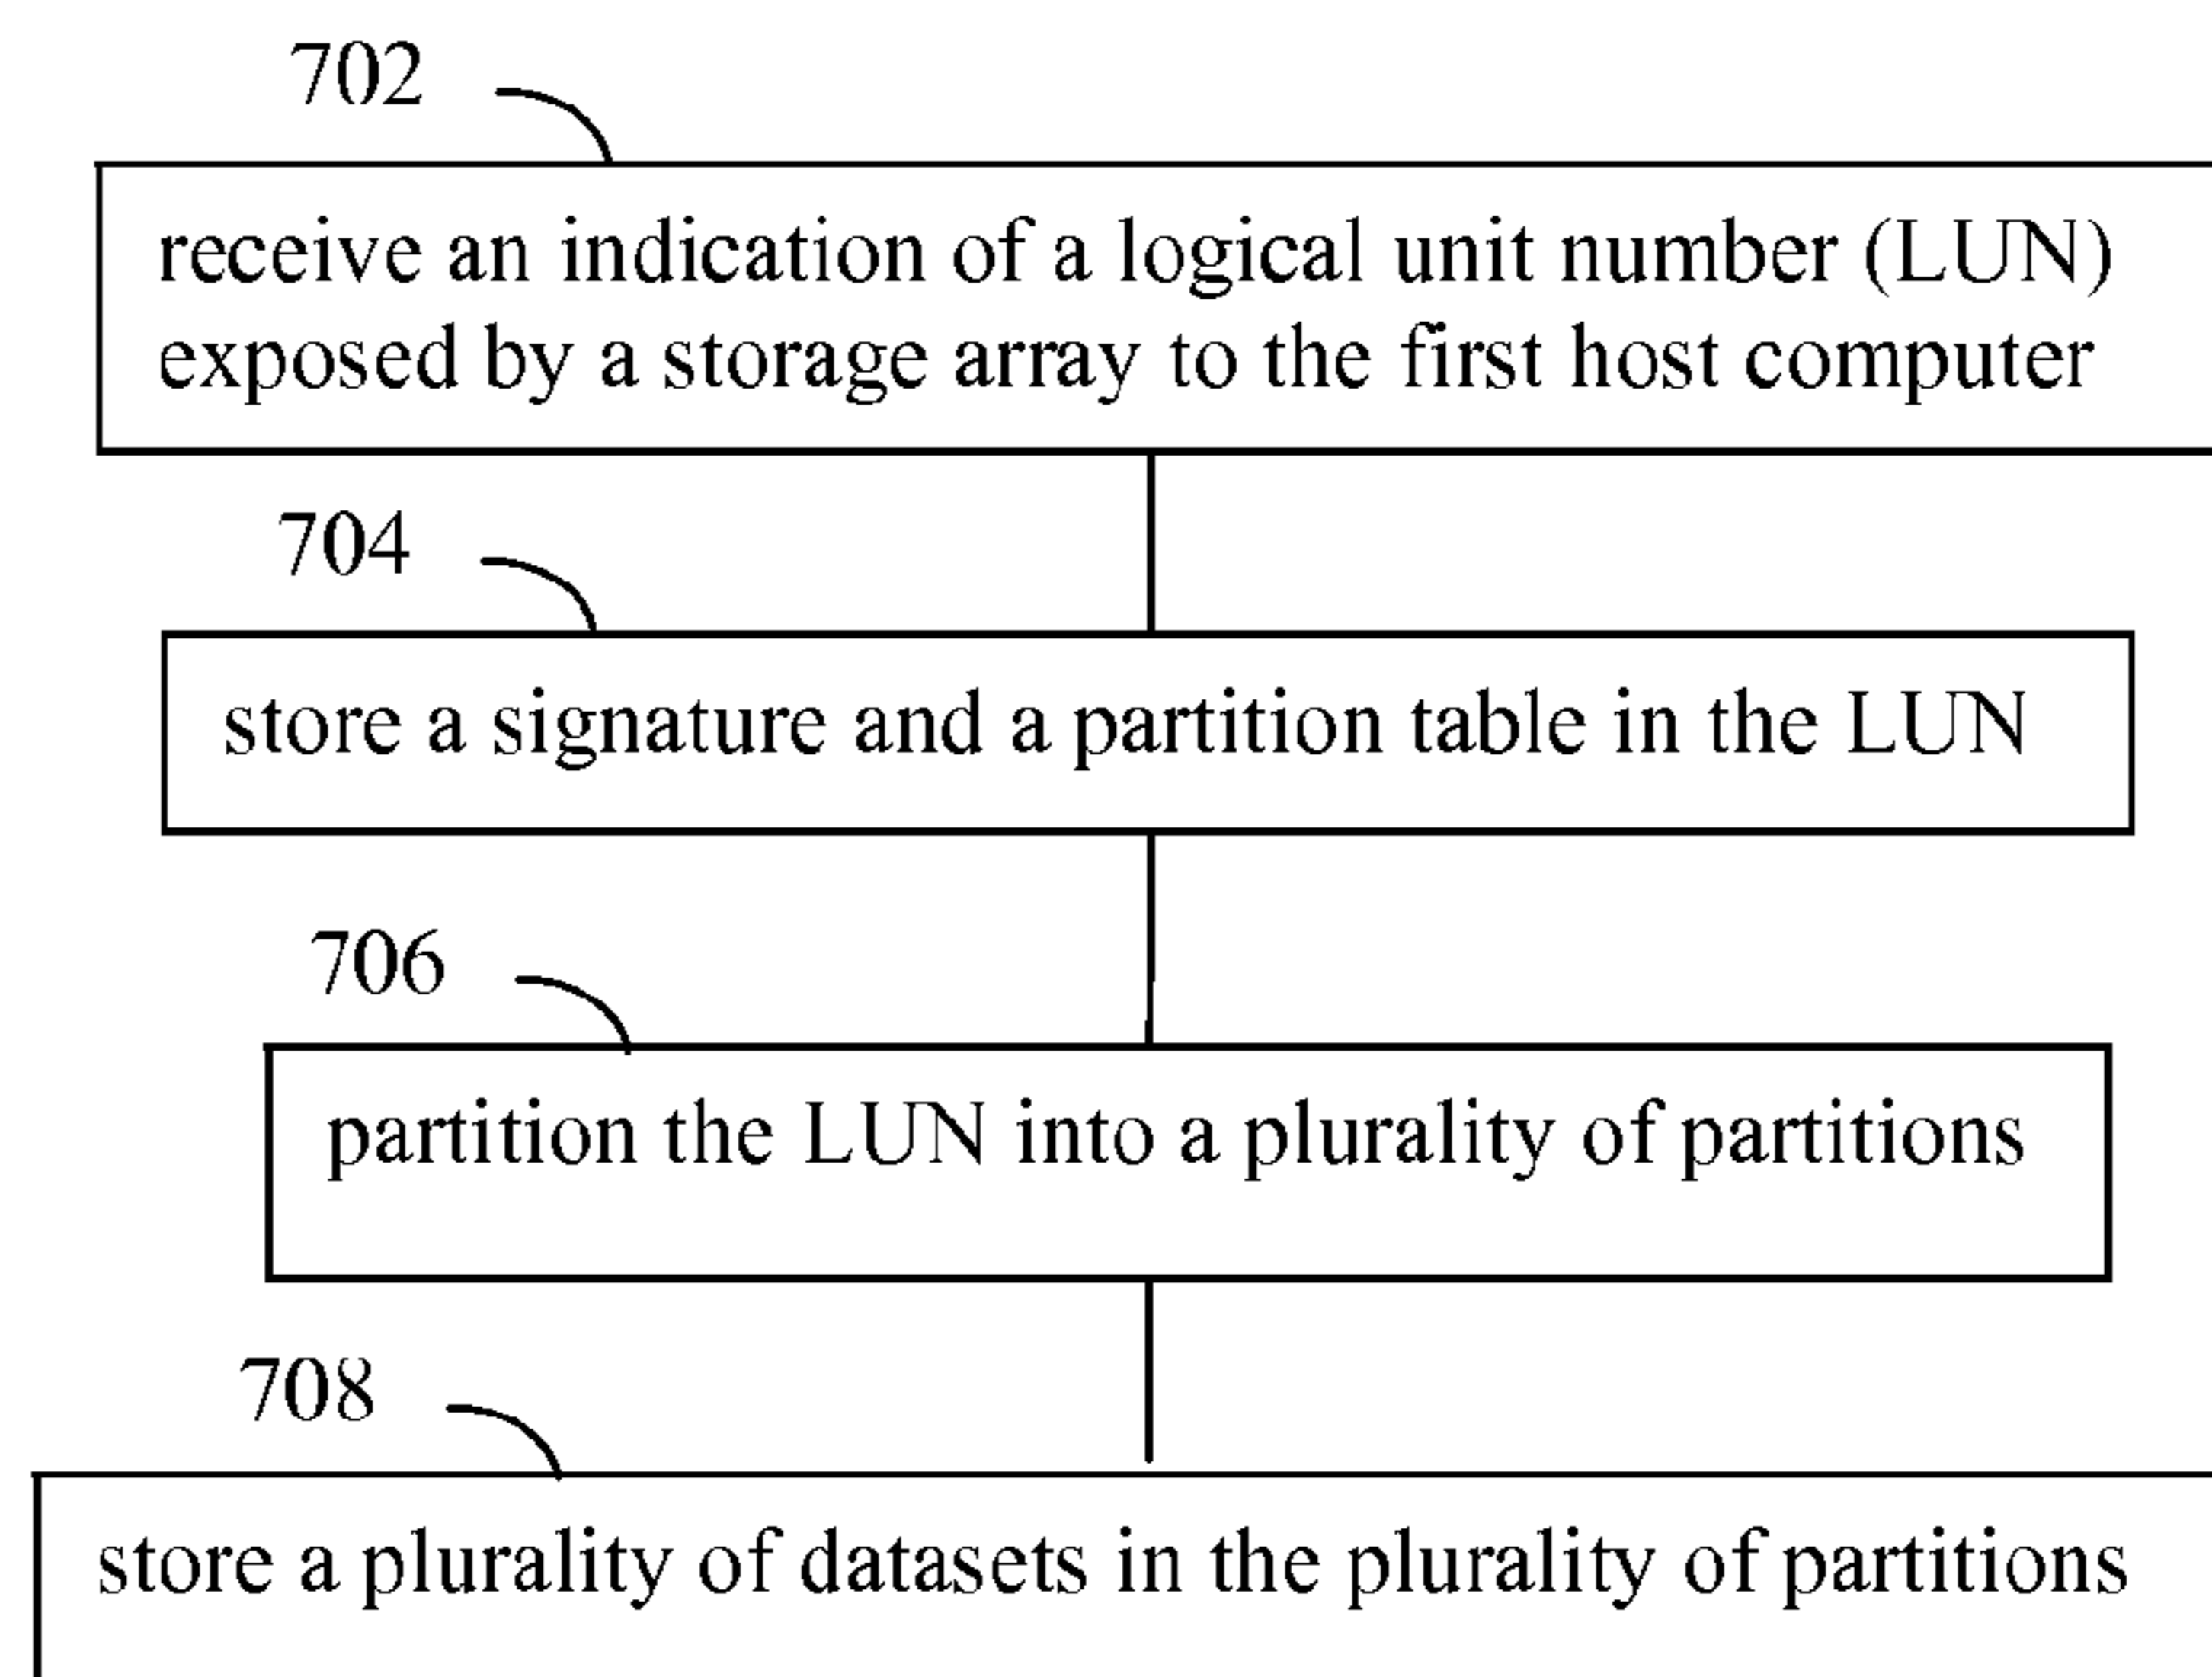 702
receive an indication of a logical unit number (LUN)
exposed by a storage array to the first host computer
704
store a signature and a partition table in the LUN
706
partition the LUN into a plurality of partitions
708
store a plurality of datasets in the plurality of partitions